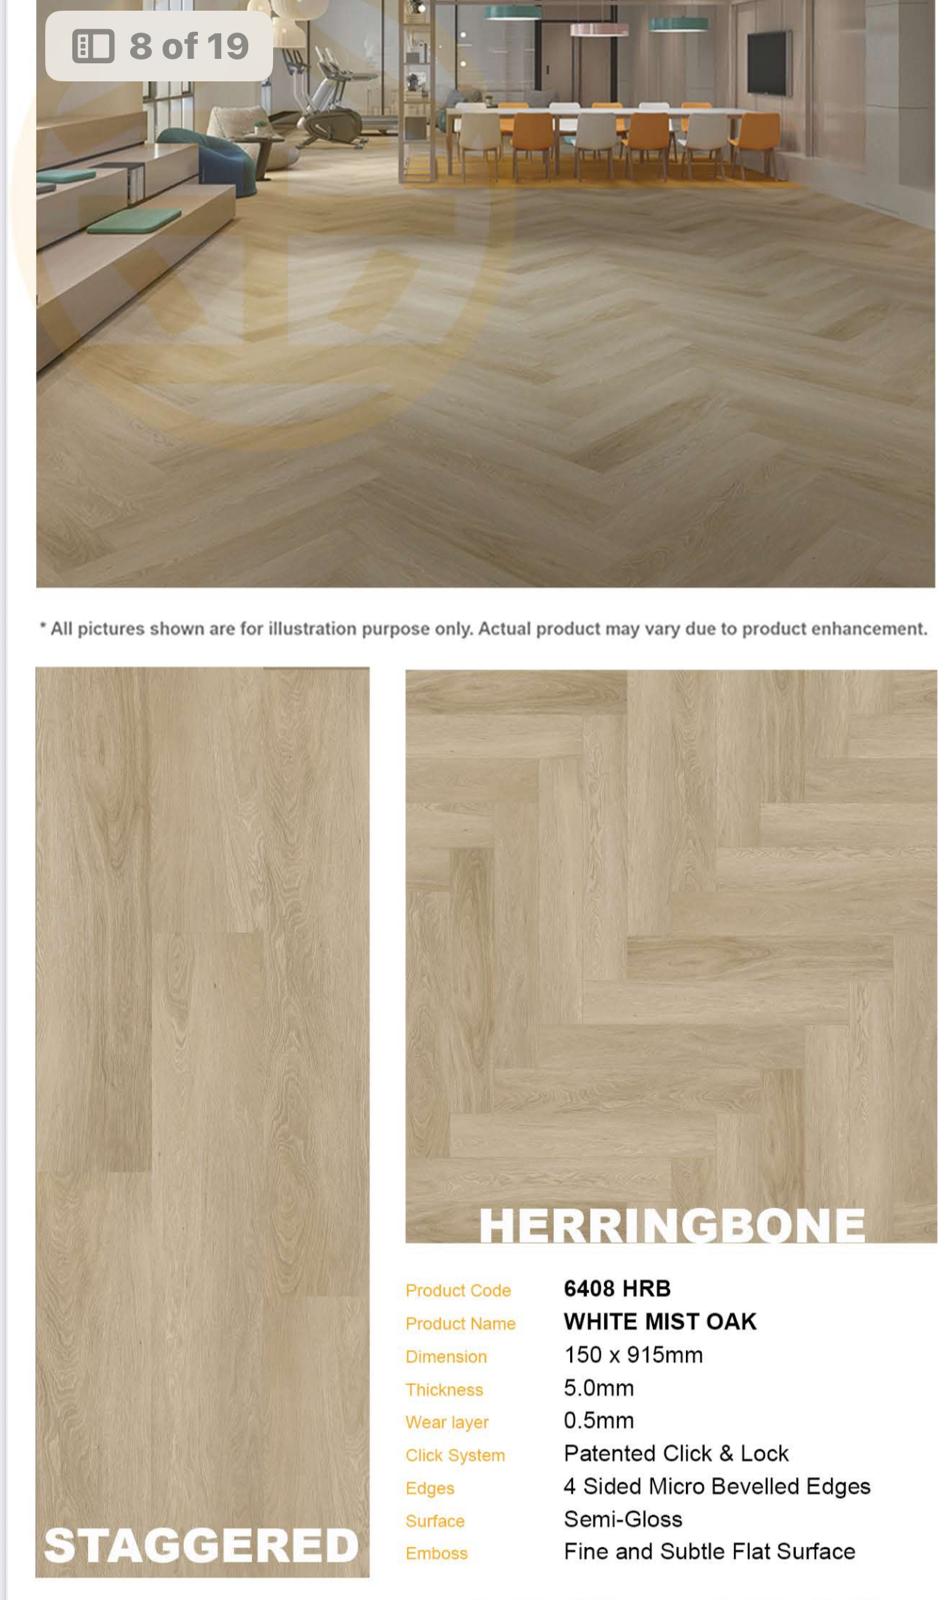 8 of 19
* All pictures shown are for illustration purpose only. Actual product may vary due to product enhancement.
HERRINGBONE
Product Code 6408 HRB
Product Name WHITE MIST OAK
Dimension 150 x 915mm
Thickness 5.0mm
Wear layer 0.5mm
Click System Patented Click & Lock
Edges 4 Sided Micro Bevelled Edges
Surface Semi-Gloss
Emboss Fine and Subtle Flat Surface
STAGGERED